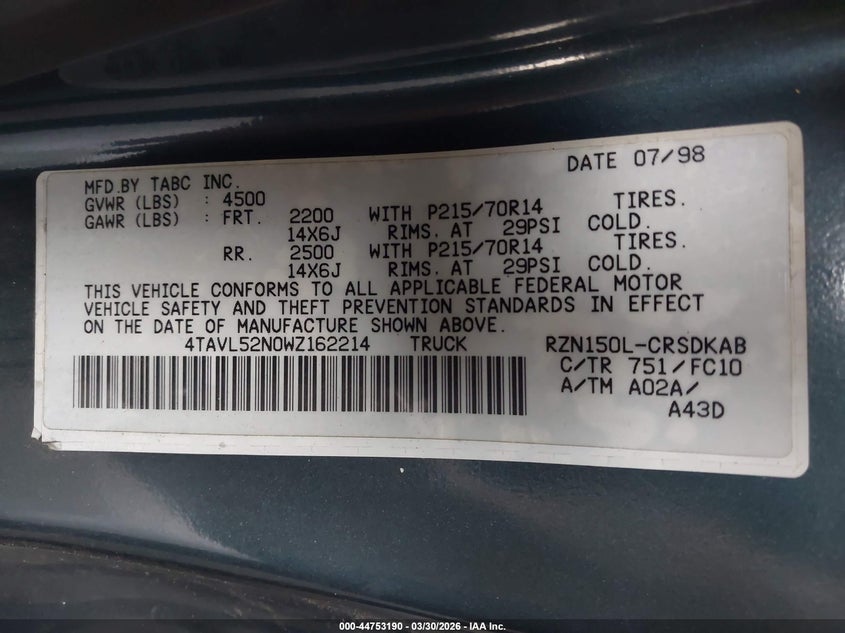 DATE 07/98
MFD.BY TABC INC.
GVWR (LBS) : 4500
GAWR (LBS) : FRT. 2200 WITH P215/70R14 TIRES.
14X6J RIMS. AT 29PSI COLD.
RR. 2500 WITH P215/70R14 TIRES.
14X6J RIMS. AT 29PSI COLD.
THIS VEHICLE CONFORMS TO ALL APPLICABLE FEDERAL MOTOR
VEHICLE SAFETY AND THEFT PREVENTION STANDARDS IN EFFECT
ON THE DATE OF MANUFACTURE SHOWN ABOVE.
4TAVL52N0WZ162214 TRUCK RZN150L-CRSDKAB
C/TR 751/FC10
A/TM A02A/
A43D
000-44753190 - 03/30/2026 - IAA Inc.